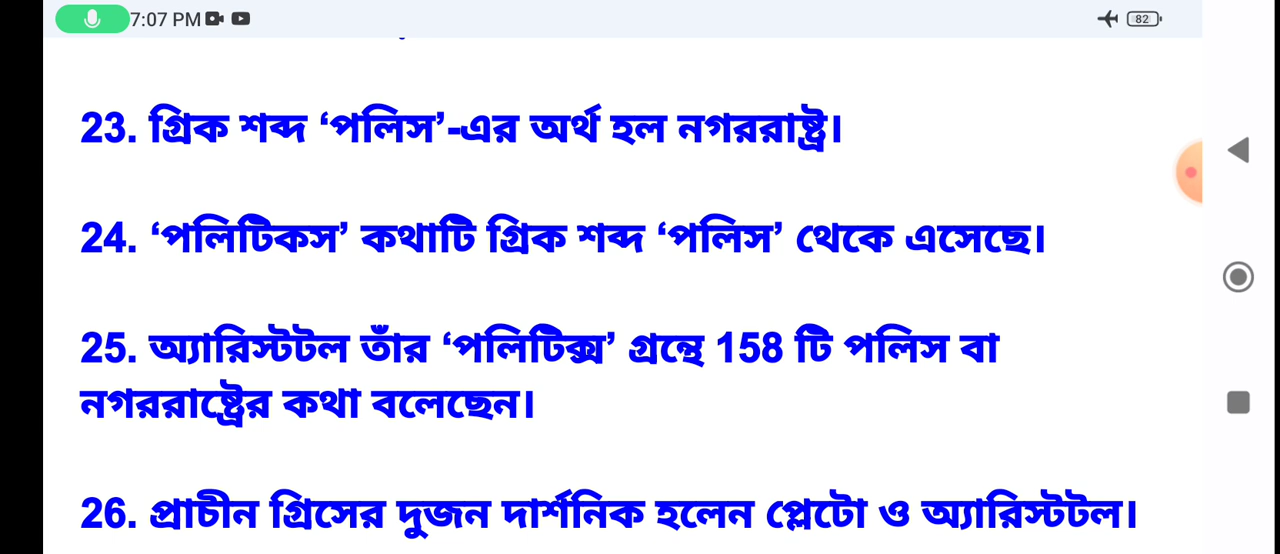 7:07 PM
82
23. গ্রিক শব্দ ‘পলিস’-এর অর্থ হল নগররাষ্ট্র।
24. ‘পলিটিকস’ কথাটি গ্রিক শব্দ ‘পলিস’ থেকে এসেছে।
25. অ্যারিস্টটল তাঁর ‘পলিটিক্স’ গ্রন্থে 158 টি পলিস বা
নগররাষ্ট্রের কথা বলেছেন।
26. প্রাচীন গ্রিসের দুজন দার্শনিক হলেন প্লেটো ও অ্যারিস্টটল।